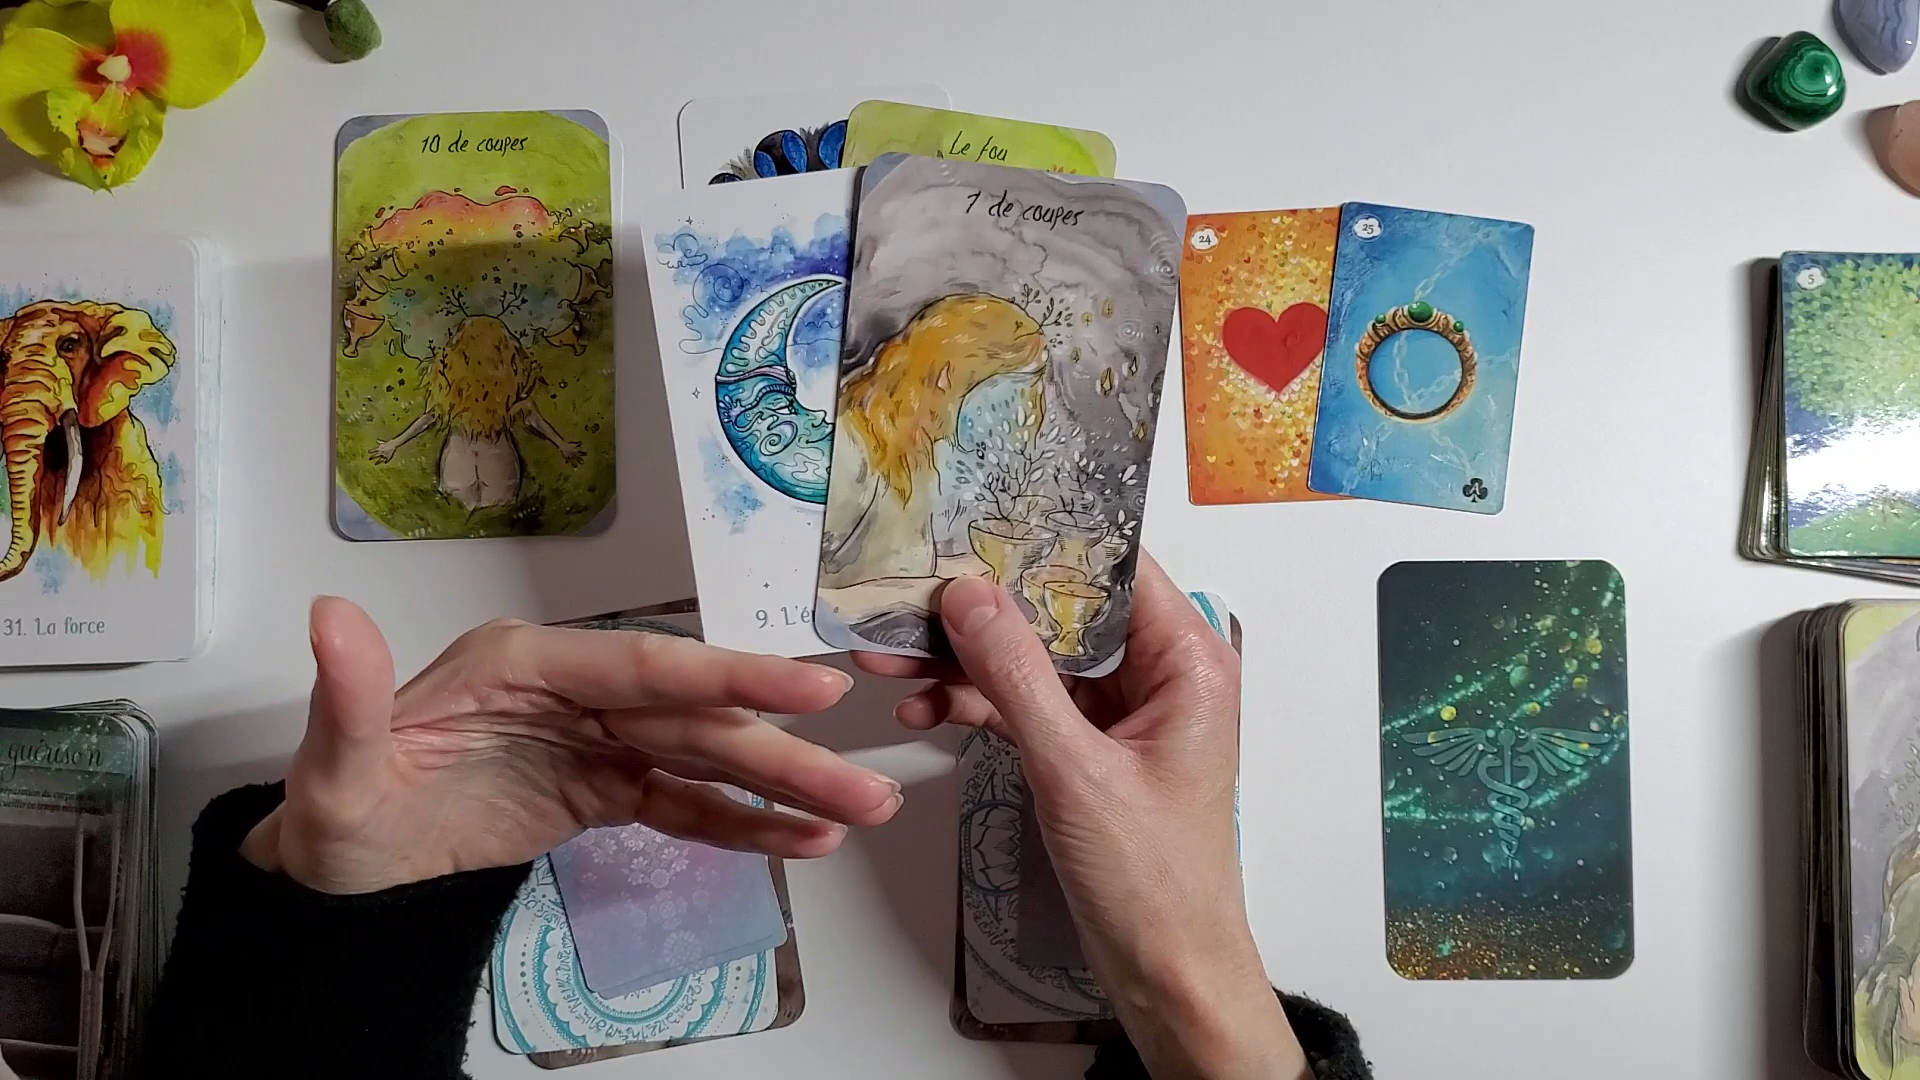 10 de coupes
Le fou
7 de coupes
24
25
5
31. La force
9. L'é
A
guérison